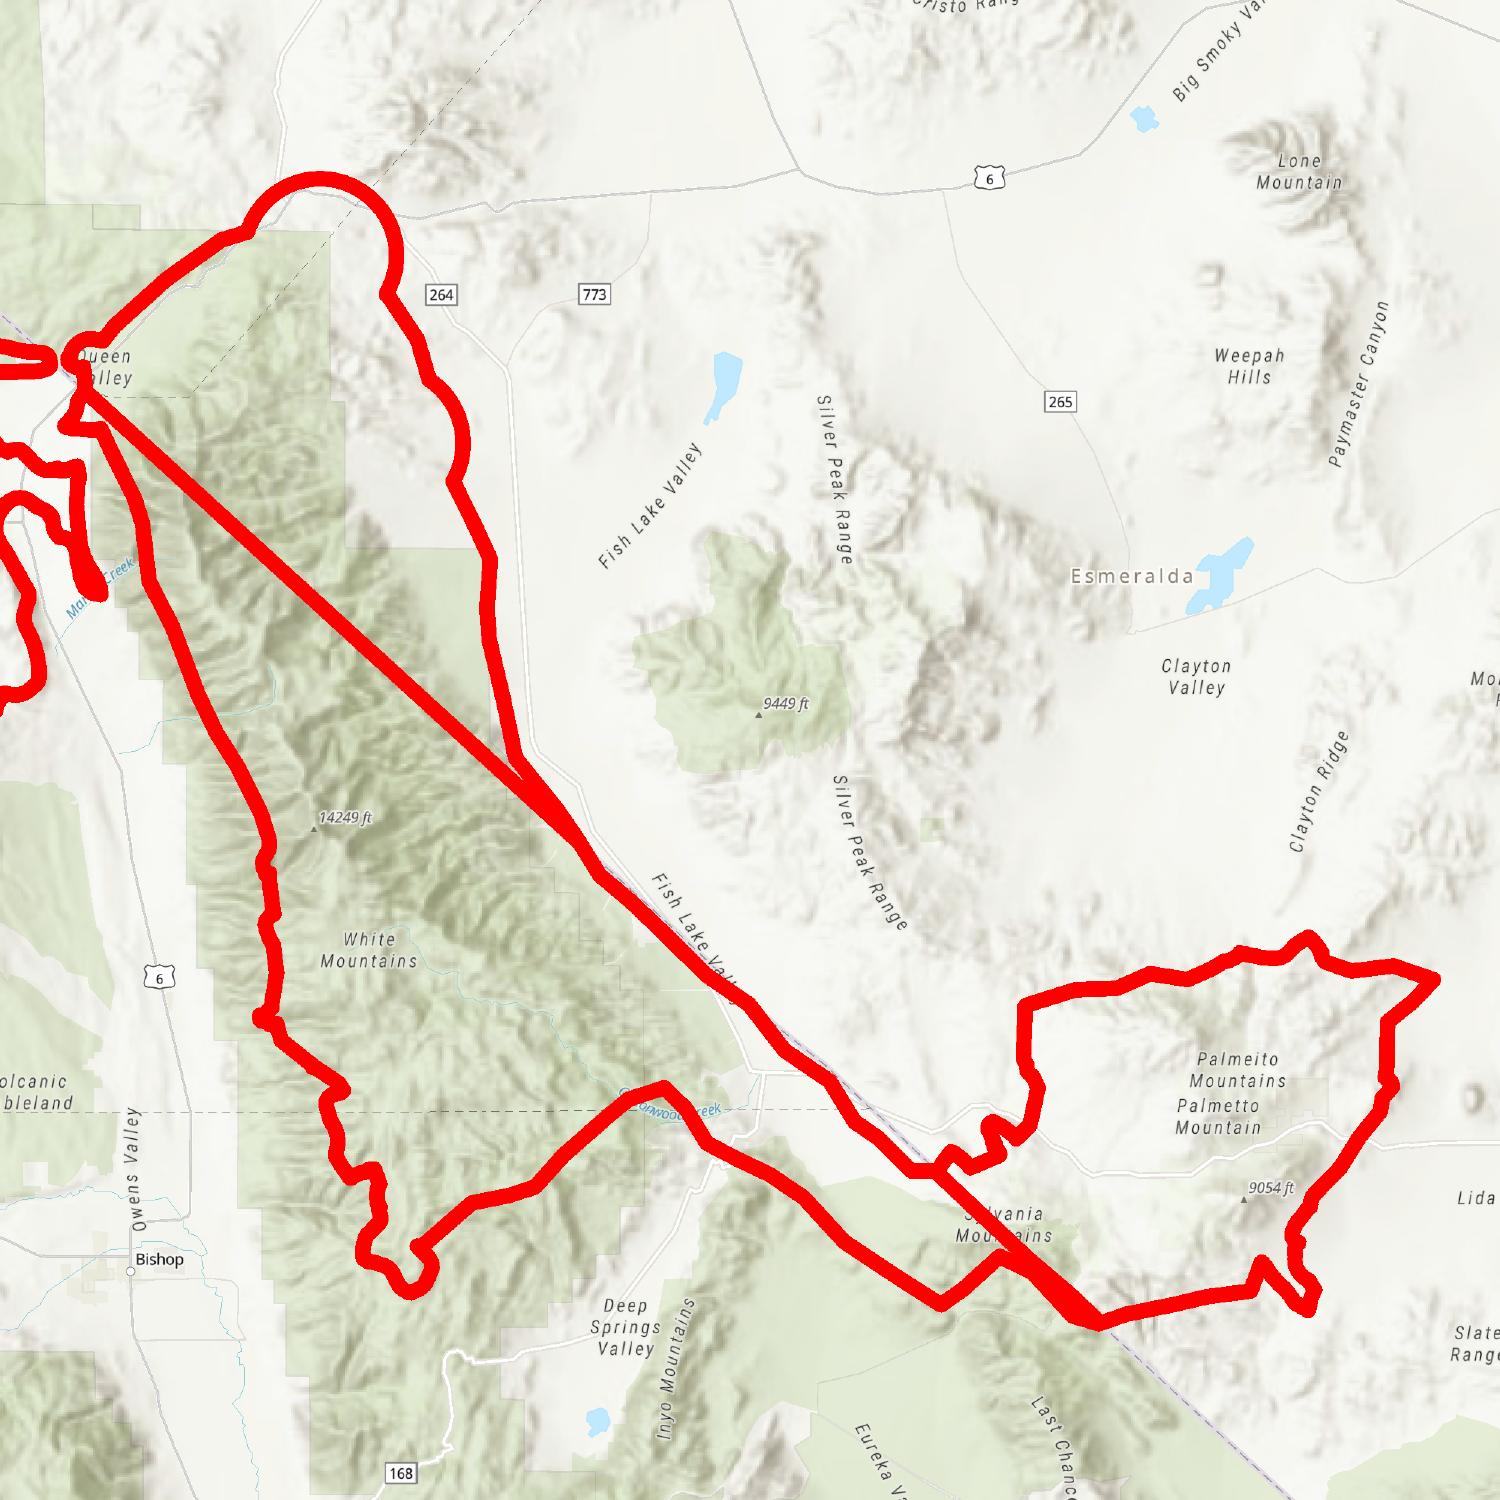 Big Smoky Va
6
Lone
Mountain
264
773
Queen
Valley
Weepah
Hills
Paymaster Canyon
265
Silver Peak Range
Fish Lake Valley
Esmeralda
Creek
Clayton
Valley
9449 ft
Clayton Ridge
14249 ft
Silver Peak Range
Fish Lake Valley
White
Mountains
6
Palmeito
Mountains
Palmetto
Mountain
olcanic
bleland
Owens Valley
9054 ft
Lida
Sylvania
Mountains
Bishop
Deep
Springs
Valley
Inyo Mountains
Slate
Range
Last Chance
Eureka Va
168